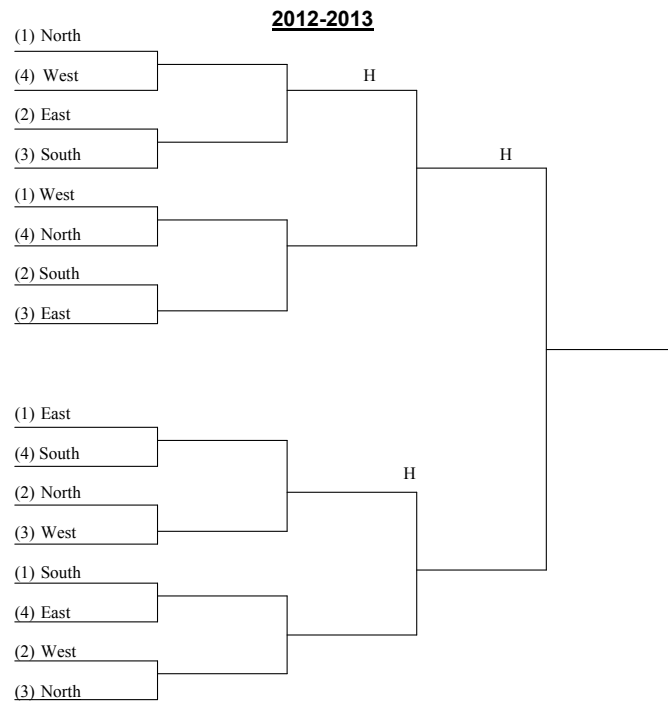 2012-2013
(1) North
(4) West
H
(2) East
(3) South
H
(1) West
(4) North
(2) South
(3) East
(1) East
(4) South
H
(2) North
(3) West
(1) South
(4) East
(2) West
(3) North